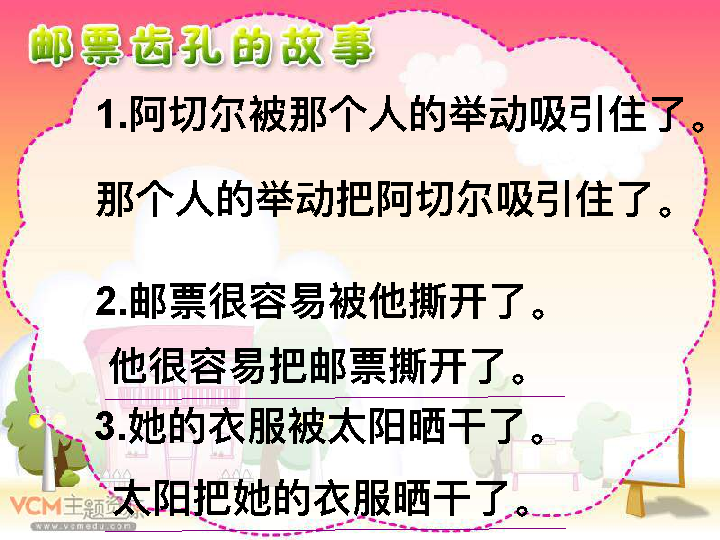 邮票齿孔的故事
1.阿切尔被那个人的举动吸引住了。
那个人的举动把阿切尔吸引住了。
2.邮票很容易被他撕开了。
他很容易把邮票撕开了。
3.她的衣服被太阳晒干了。
太阳把她的衣服晒干了。
VCM主题资源
www.vcmedu.com